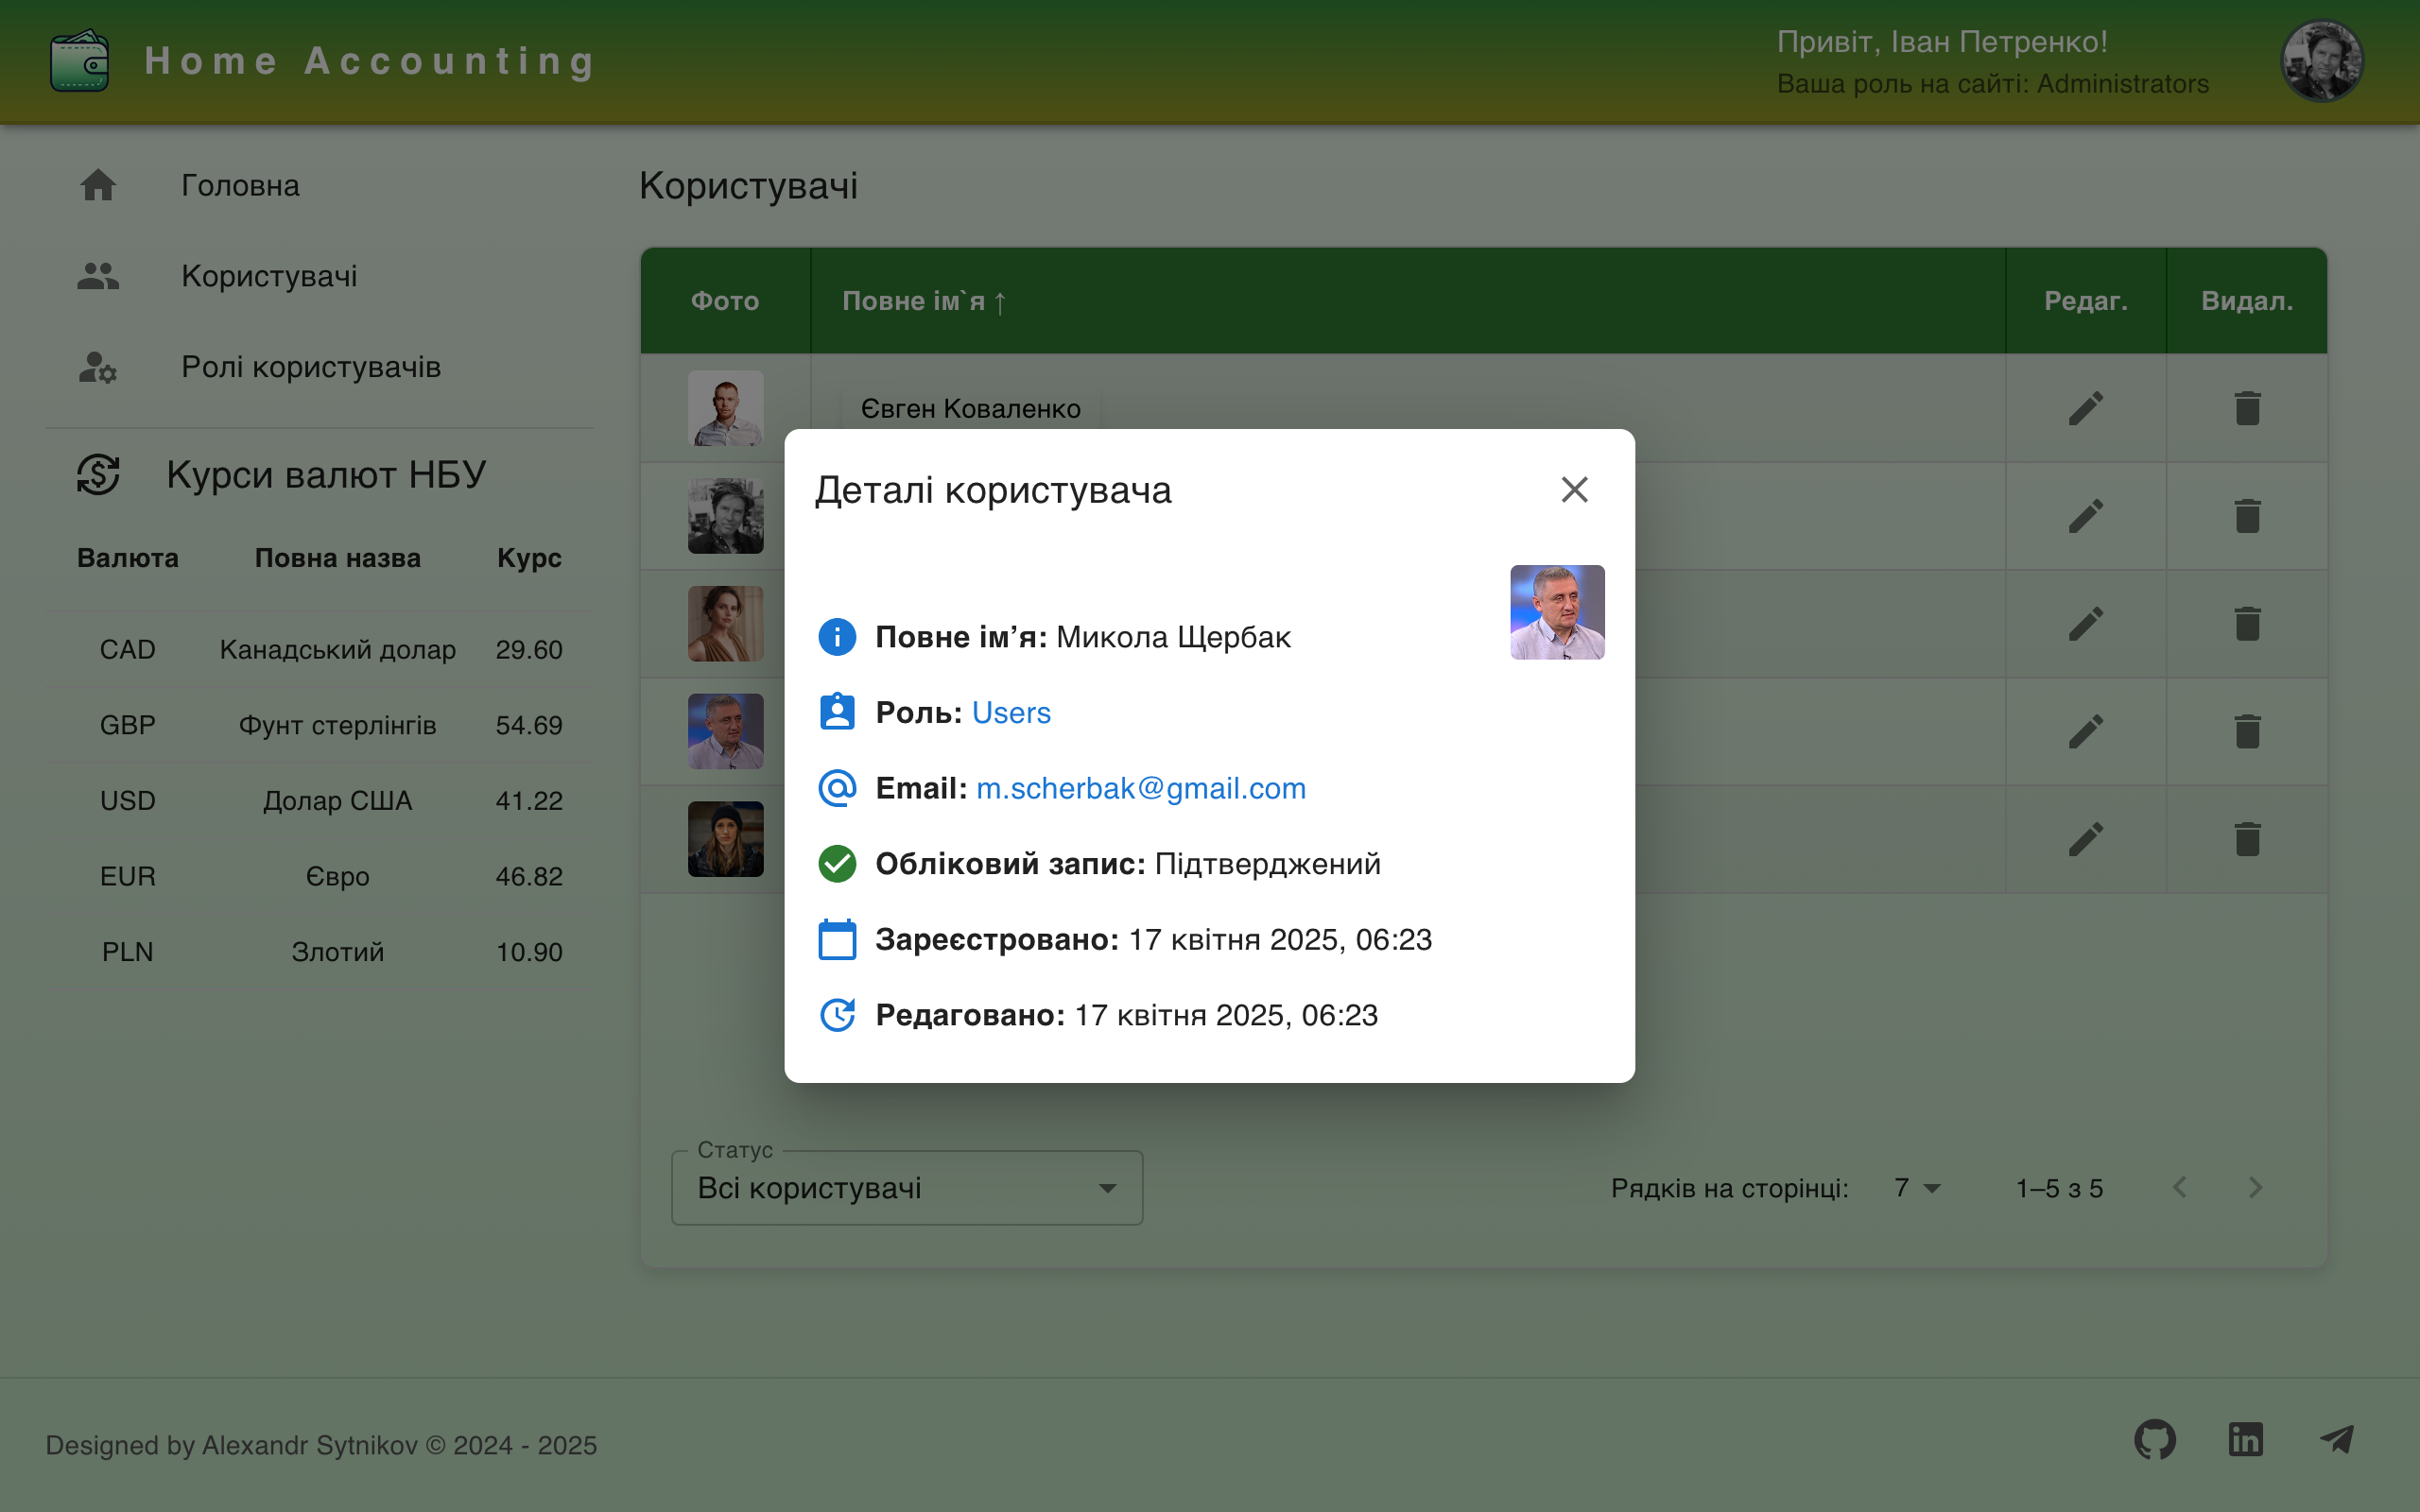 Home Accounting
Привіт, Іван Петренко!
Ваша роль на сайті: Administrators
Головна
Користувачі
Ролі користувачів
Курси валют НБУ
Валюта Повна назва Курс
CAD Канадський долар 29.60
GBP Фунт стерлінгів 54.69
USD Долар США 41.22
EUR Євро 46.82
PLN Злотий 10.90
Користувачі
Фото Повне ім`я ↑ Редаг. Видал.
Євген Коваленко
Деталі користувача
Повне ім’я: Микола Щербак
Роль: Users
Email: m.scherbak@gmail.com
Обліковий запис: Підтверджений
Зареєстровано: 17 квітня 2025, 06:23
Редаговано: 17 квітня 2025, 06:23
Статус
Всі користувачі
Рядків на сторінці: 7 1–5 з 5
Designed by Alexandr Sytnikov © 2024 - 2025